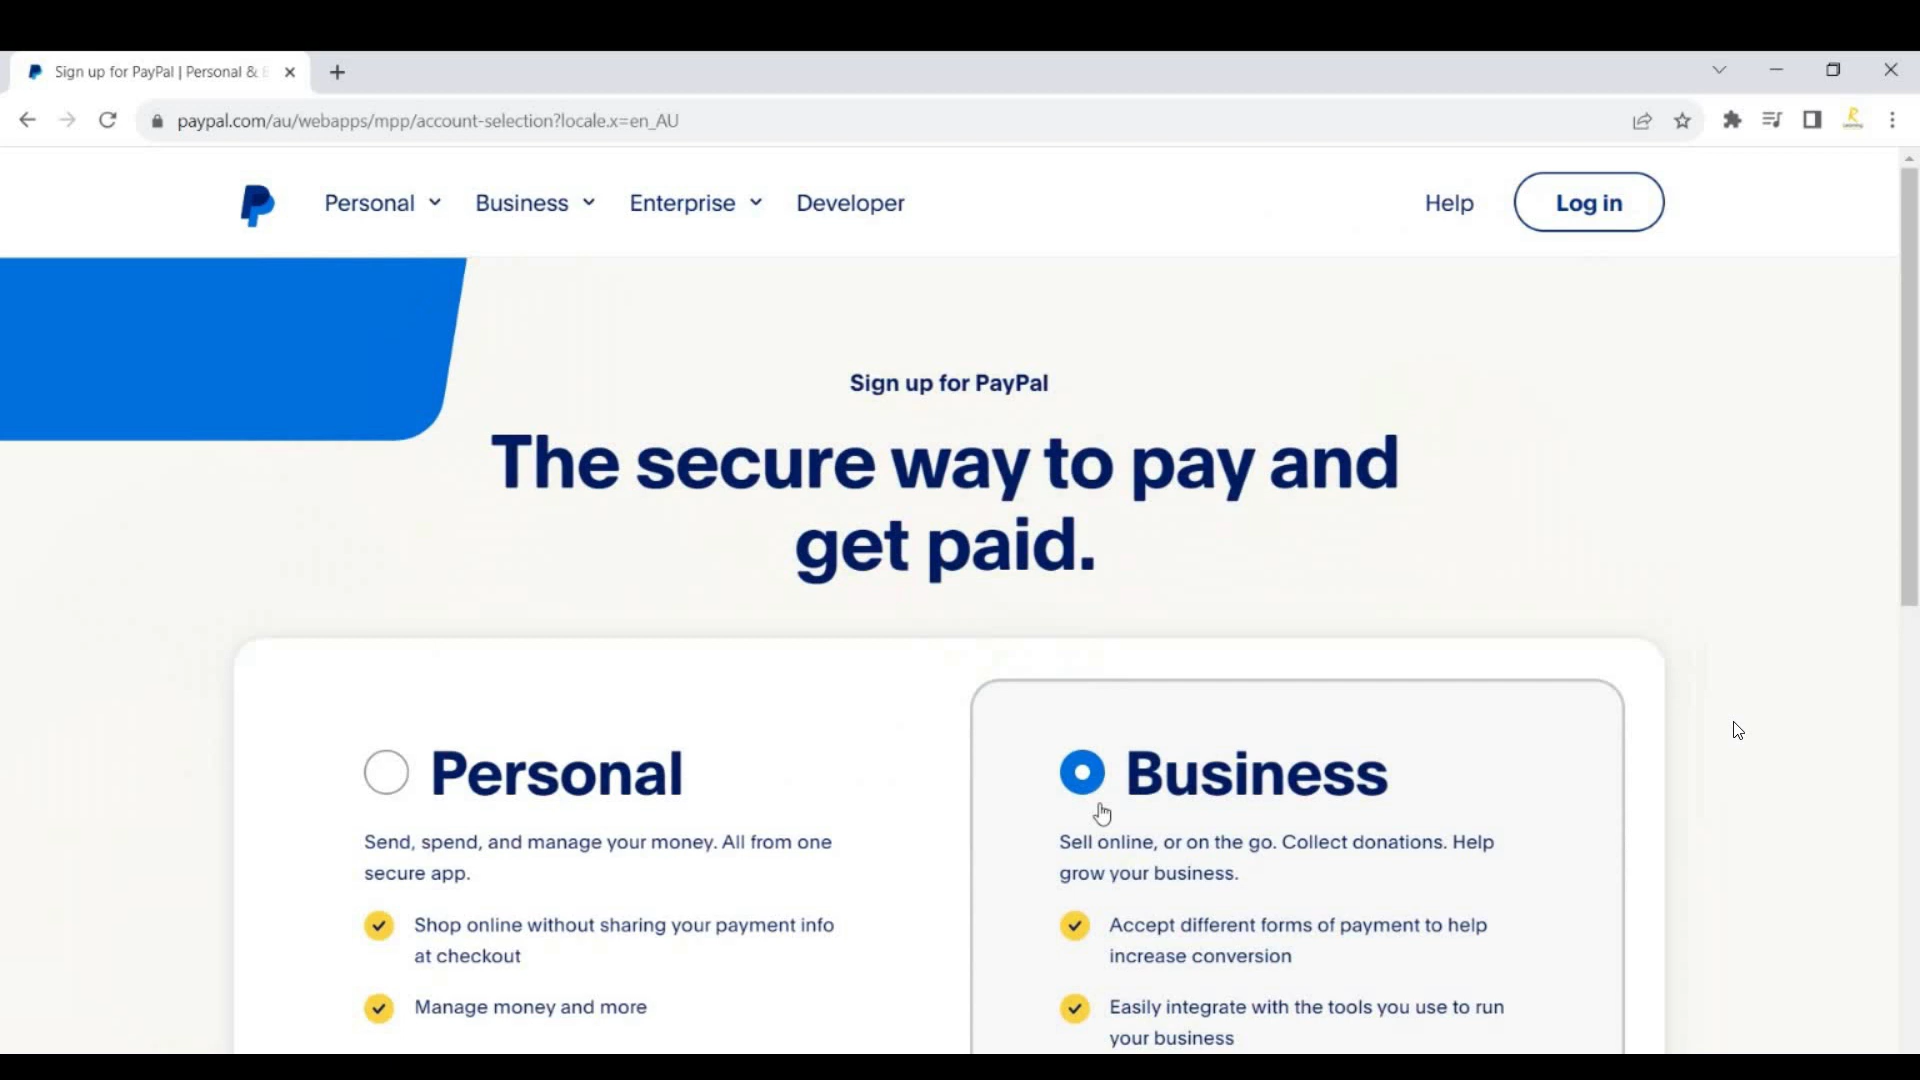 Sign up for PayPal | Personal &
paypal.com/au/webapps/mpp/account-selection?locale.x=en_AU
Personal Business Enterprise Developer Help Log in
Sign up for PayPal
The secure way to pay and
get paid.
Personal
Send, spend, and manage your money. All from one
secure app.
Shop online without sharing your payment info
at checkout
Manage money and more
Business
Sell online, or on the go. Collect donations. Help
grow your business.
Accept different forms of payment to help
increase conversion
Easily integrate with the tools you use to run
your business